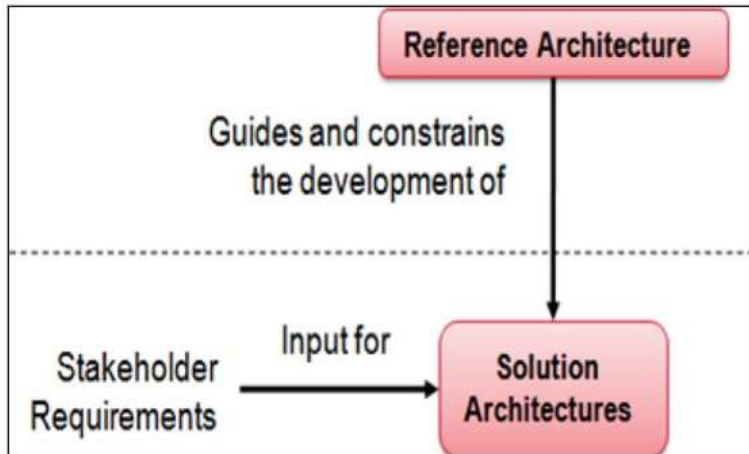 Reference Architecture
Guides and constrains
the development of
Input for
Stakeholder
Requirements
Solution
Architectures